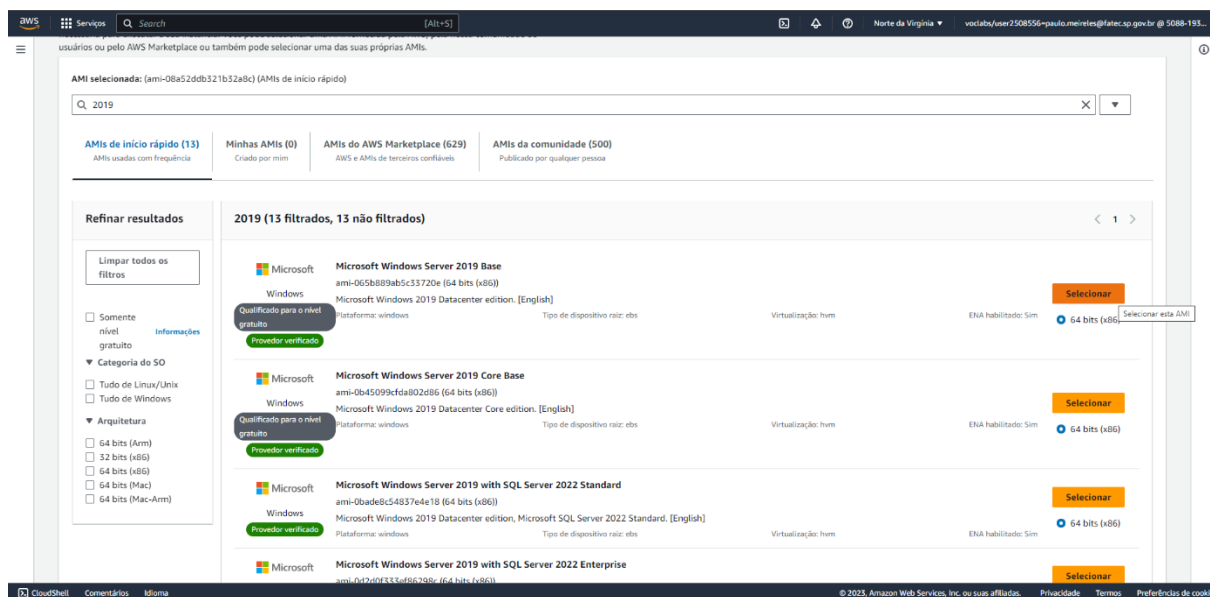 aws
Serviços
Search
[Alt+S]
Norte da Virgínia ▼
voclabs/user2508556=paulo.meireles@fatec.sp.gov.br @ 5088-193...
usuários ou pelo AWS Marketplace ou também pode selecionar uma das suas próprias AMIs.
AMI selecionada: (ami-08a52ddb321b32a8c) (AMIs de início rápido)
2019
AMIs de início rápido (13)
AMIs usadas com frequência
Minhas AMIs (0)
Criado por mim
AMIs do AWS Marketplace (629)
AWS e AMIs de terceiros confiáveis
AMIs da comunidade (500)
Publicado por qualquer pessoa
Refinar resultados
Limpar todos os
filtros
Somente
nível
gratuito
Informações
▼ Categoria do SO
Tudo de Linux/Unix
Tudo de Windows
▼ Arquitetura
64 bits (Arm)
32 bits (x86)
64 bits (x86)
64 bits (Mac)
64 bits (Mac-Arm)
2019 (13 filtrados, 13 não filtrados)
< 1 >
Microsoft
Windows
Qualificado para o nível
gratuito
Provedor verificado
Microsoft Windows Server 2019 Base
ami-065b889ab5c33720e (64 bits (x86))
Microsoft Windows 2019 Datacenter edition. [English]
Plataforma: windows
Tipo de dispositivo raiz: ebs
Virtualização: hvm
ENA habilitado: Sim
Selecionar
64 bits (x86)
Selecionar esta AMI
Microsoft
Windows
Qualificado para o nível
gratuito
Provedor verificado
Microsoft Windows Server 2019 Core Base
ami-0b45099cfda802d86 (64 bits (x86))
Microsoft Windows 2019 Datacenter Core edition. [English]
Plataforma: windows
Tipo de dispositivo raiz: ebs
Virtualização: hvm
ENA habilitado: Sim
Selecionar
64 bits (x86)
Microsoft
Windows
Provedor verificado
Microsoft Windows Server 2019 with SQL Server 2022 Standard
ami-0bade8c54837e4e18 (64 bits (x86))
Microsoft Windows 2019 Datacenter edition, Microsoft SQL Server 2022 Standard. [English]
Plataforma: windows
Tipo de dispositivo raiz: ebs
Virtualização: hvm
ENA habilitado: Sim
Selecionar
64 bits (x86)
Microsoft
Microsoft Windows Server 2019 with SQL Server 2022 Enterprise
ami-0d2d0f333ef86298c (64 bits (x86))
Selecionar
CloudShell
Comentários
Idioma
© 2023, Amazon Web Services, Inc. ou suas afiliadas.
Privacidade
Termos
Preferências de cooki